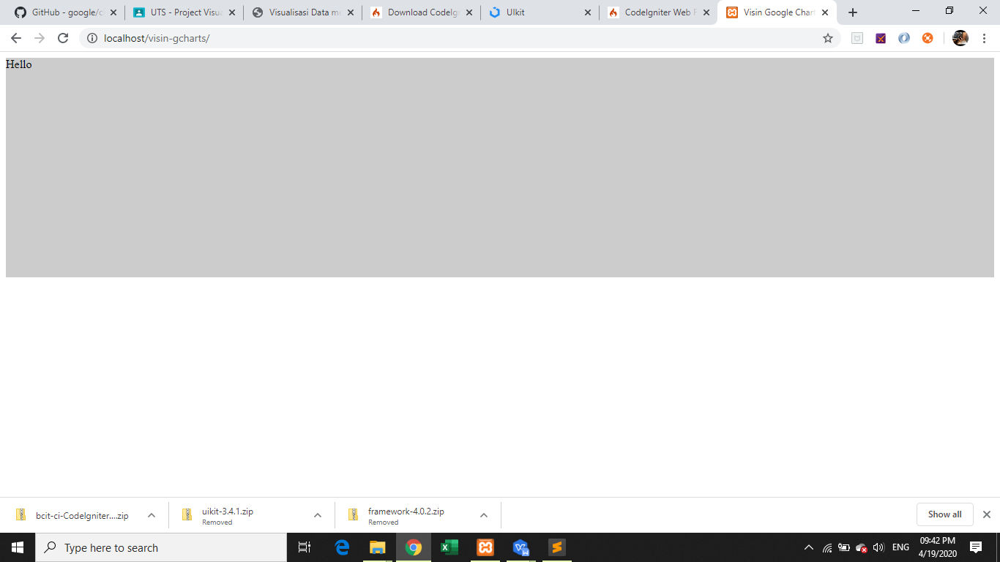 GitHub - google/c
UTS - Project Visua
Visualisasi Data m
Download CodeIg
UIkit
CodeIgniter Web F
Visin Google Chart
localhost/visin-gcharts/
Hello
bcit-ci-CodeIgniter....zip
uikit-3.4.1.zip
Removed
framework-4.0.2.zip
Removed
Show all
Type here to search
ENG
09:42 PM
4/19/2020